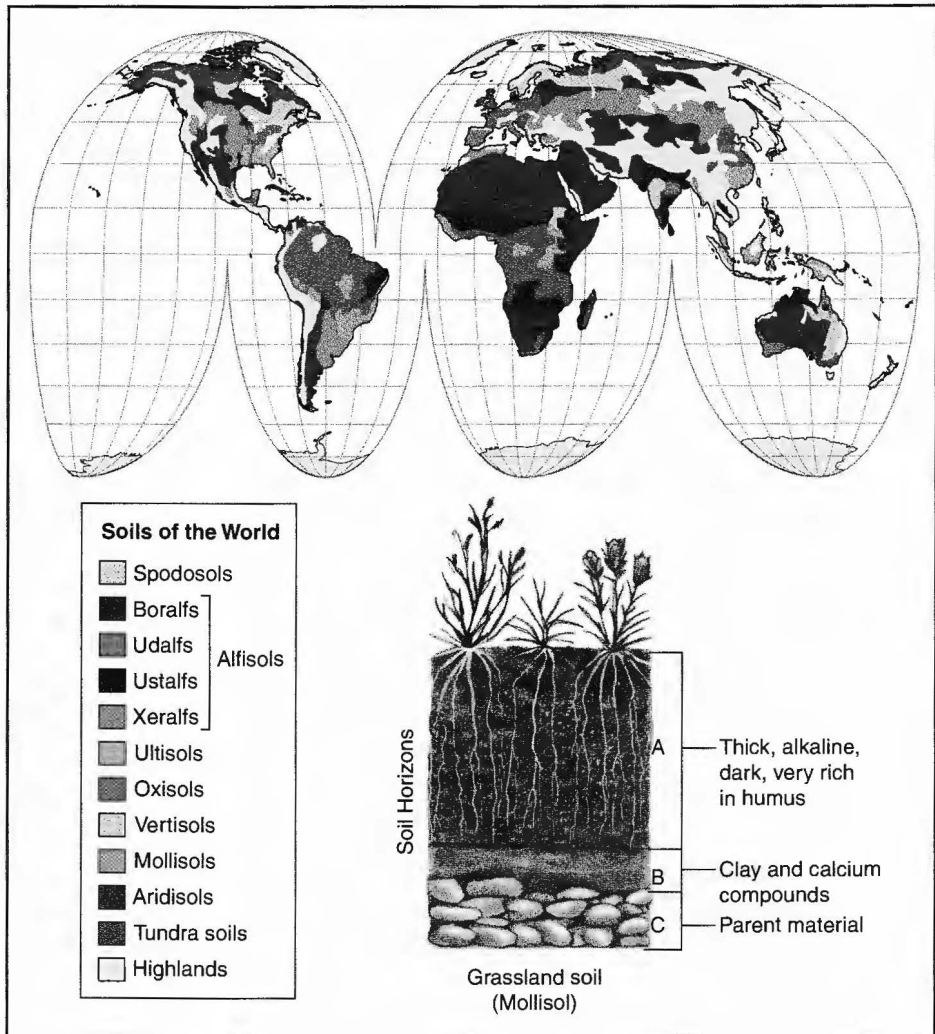 Soils of the World
Spodosols
Boralfs
Udalfs
Ustalfs
Xeralfs
Alfisols
Ultisols
Oxisols
Vertisols
Mollisols
Aridisols
Tundra soils
Highlands
Soil Horizons
A
Thick, alkaline,
dark, very rich
in humus
B
Clay and calcium
compounds
C
Parent material
Grassland soil
(Mollisol)